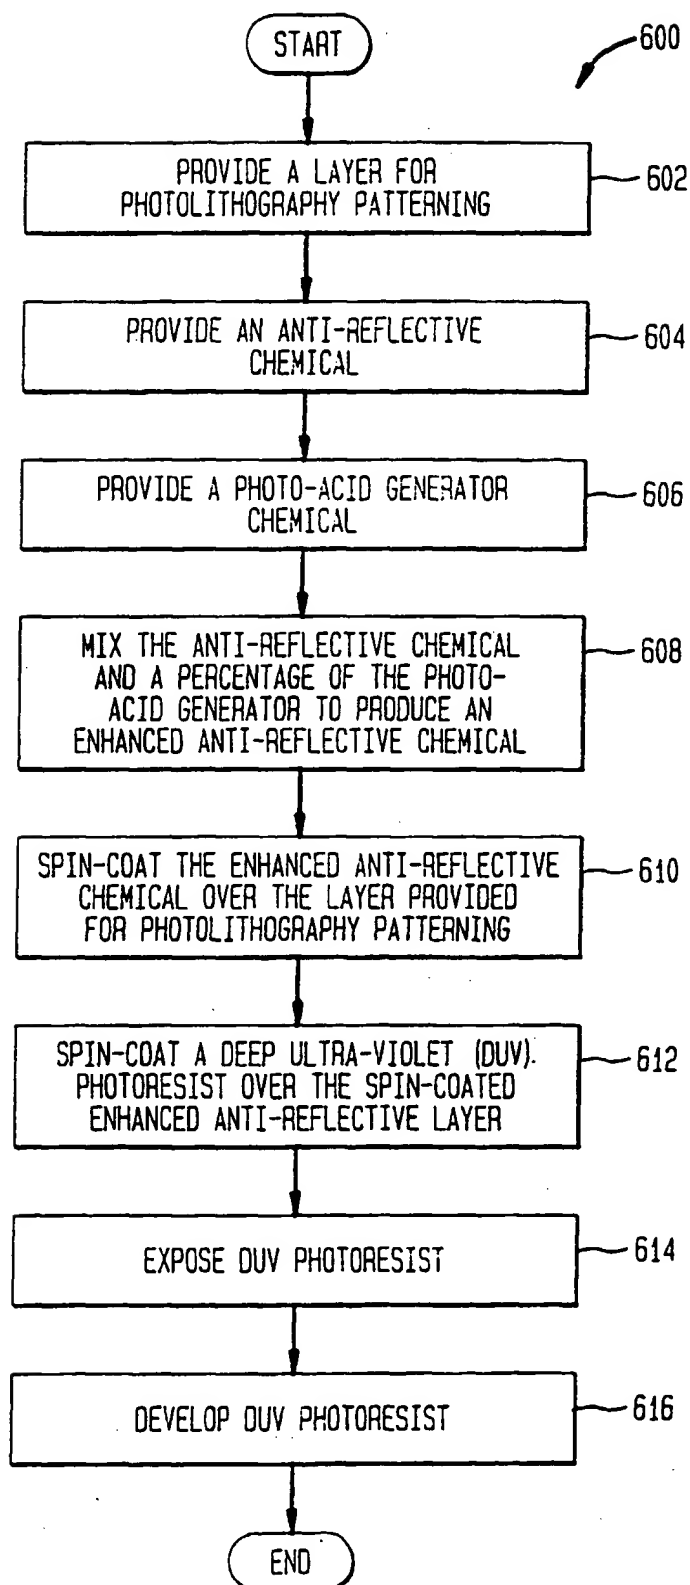 START
600
PROVIDE A LAYER FOR
PHOTOLITHOGRAPHY PATTERNING
602
PROVIDE AN ANTI-REFLECTIVE
CHEMICAL
604
PROVIDE A PHOTO-ACID GENERATOR
CHEMICAL
606
MIX THE ANTI-REFLECTIVE CHEMICAL
AND A PERCENTAGE OF THE PHOTO-
ACID GENERATOR TO PRODUCE AN
ENHANCED ANTI-REFLECTIVE CHEMICAL
608
SPIN-COAT THE ENHANCED ANTI-REFLECTIVE
CHEMICAL OVER THE LAYER PROVIDED
FOR PHOTOLITHOGRAPHY PATTERNING
610
SPIN-COAT A DEEP ULTRA-VIOLET (DUV).
PHOTORESIST OVER THE SPIN-COATED
ENHANCED ANTI-REFLECTIVE LAYER
612
EXPOSE DUV PHOTORESIST
614
DEVELOP DUV PHOTORESIST
616
END